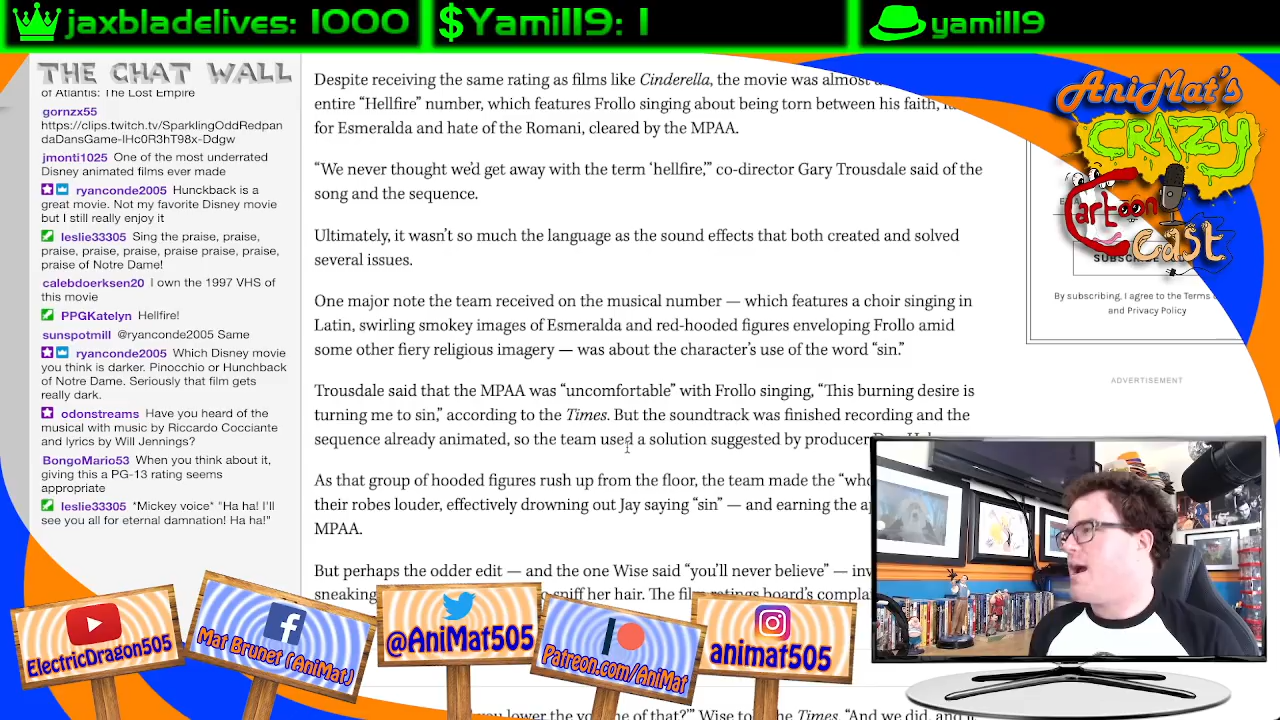 jaxbladelives: 1000
$Yamill9: 1
yamill9
THE CHAT WALL
of Atlantis: The Lost Empire
gornzx55
https://clips.twitch.tv/SparklingOddRedpan
daDansGame-IHc0R3hT98x-Ddgw
jmonti1025 One of the most underrated
Disney animated films ever made
ryanconde2005 Hunckback is a
great movie. Not my favorite Disney movie
but I still really enjoy it
leslie33305 Sing the praise, praise,
praise, praise, praise, praise praise, praise,
praise of Notre Dame!
calebdoerksen20 I own the 1997 VHS of
this movie
PPGKatelyn Hellfire!
sunspotmill @ryanconde2005 Same
ryanconde2005 Which Disney movie
you think is darker. Pinocchio or Hunchback
of Notre Dame. Seriously that film gets
really dark.
odonstreams Have you heard of the
musical with music by Riccardo Cocciante
and lyrics by Will Jennings?
BongoMario53 When you think about it,
giving this a PG-13 rating seems
appropriate
leslie33305 *Mickey voice* "Ha ha! I'll
see you all for eternal damnation! Ha ha!"
Despite receiving the same rating as films like Cinderella, the movie was almost
entire “Hellfire” number, which features Frollo singing about being torn between his faith,
for Esmeralda and hate of the Romani, cleared by the MPAA.
“We never thought we’d get away with the term ‘hellfire,’” co-director Gary Trousdale said of the
song and the sequence.
Ultimately, it wasn’t so much the language as the sound effects that both created and solved
several issues.
One major note the team received on the musical number — which features a choir singing in
Latin, swirling smokey images of Esmeralda and red-hooded figures enveloping Frollo amid
some other fiery religious imagery — was about the character’s use of the word “sin.”
Trousdale said that the MPAA was “uncomfortable” with Frollo singing, “This burning desire is
turning me to sin,” according to the Times. But the soundtrack was finished recording and the
sequence already animated, so the team used a solution suggested by producer
As that group of hooded figures rush up from the floor, the team made the
their robes louder, effectively drowning out Jay saying “sin” — and earning the
MPAA.
But perhaps the odder edit — and the one Wise said “you’ll never believe” —
sneaking sniff her hair. The film ratings board’s
you lower the of that?” Wise the Times. “And we did, and
AniMat's
CRAZY
Cartoon
Cast
By subscribing, I agree to the Terms
and Privacy Policy
ADVERTISEMENT
ElectricDragon505
Mat Brunet (AniMat)
@AniMat505
Patreon.com/AniMat
animat505